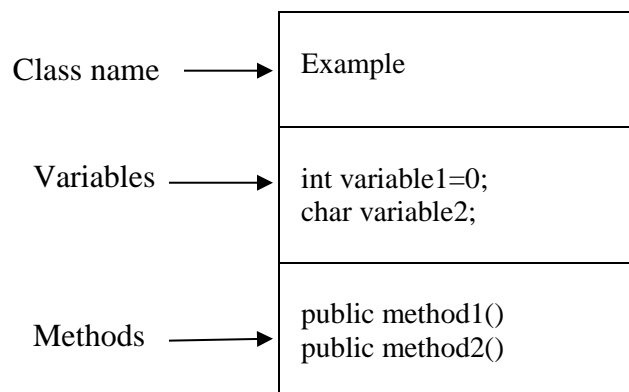 Class name
Example
Variables
int variable1=0;
char variable2;
Methods
public method1()
public method2()